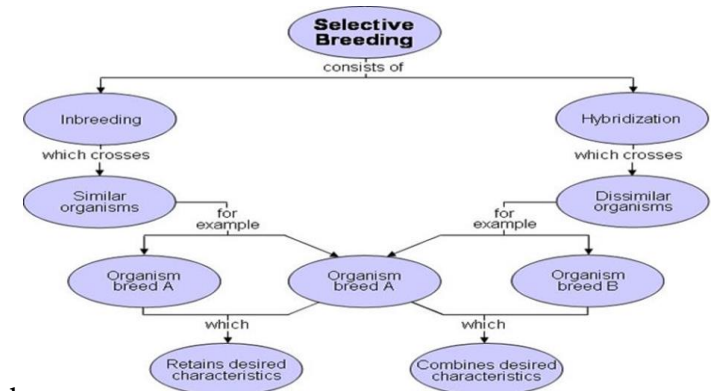 Selective
Breeding
consists of
Inbreeding
Hybridization
which crosses
which crosses
Similar
organisms
Dissimilar
organisms
for
example
for
example
Organism
breed A
Organism
breed A
Organism
breed B
which
which
Retains desired
characteristics
Combines desired
characteristics